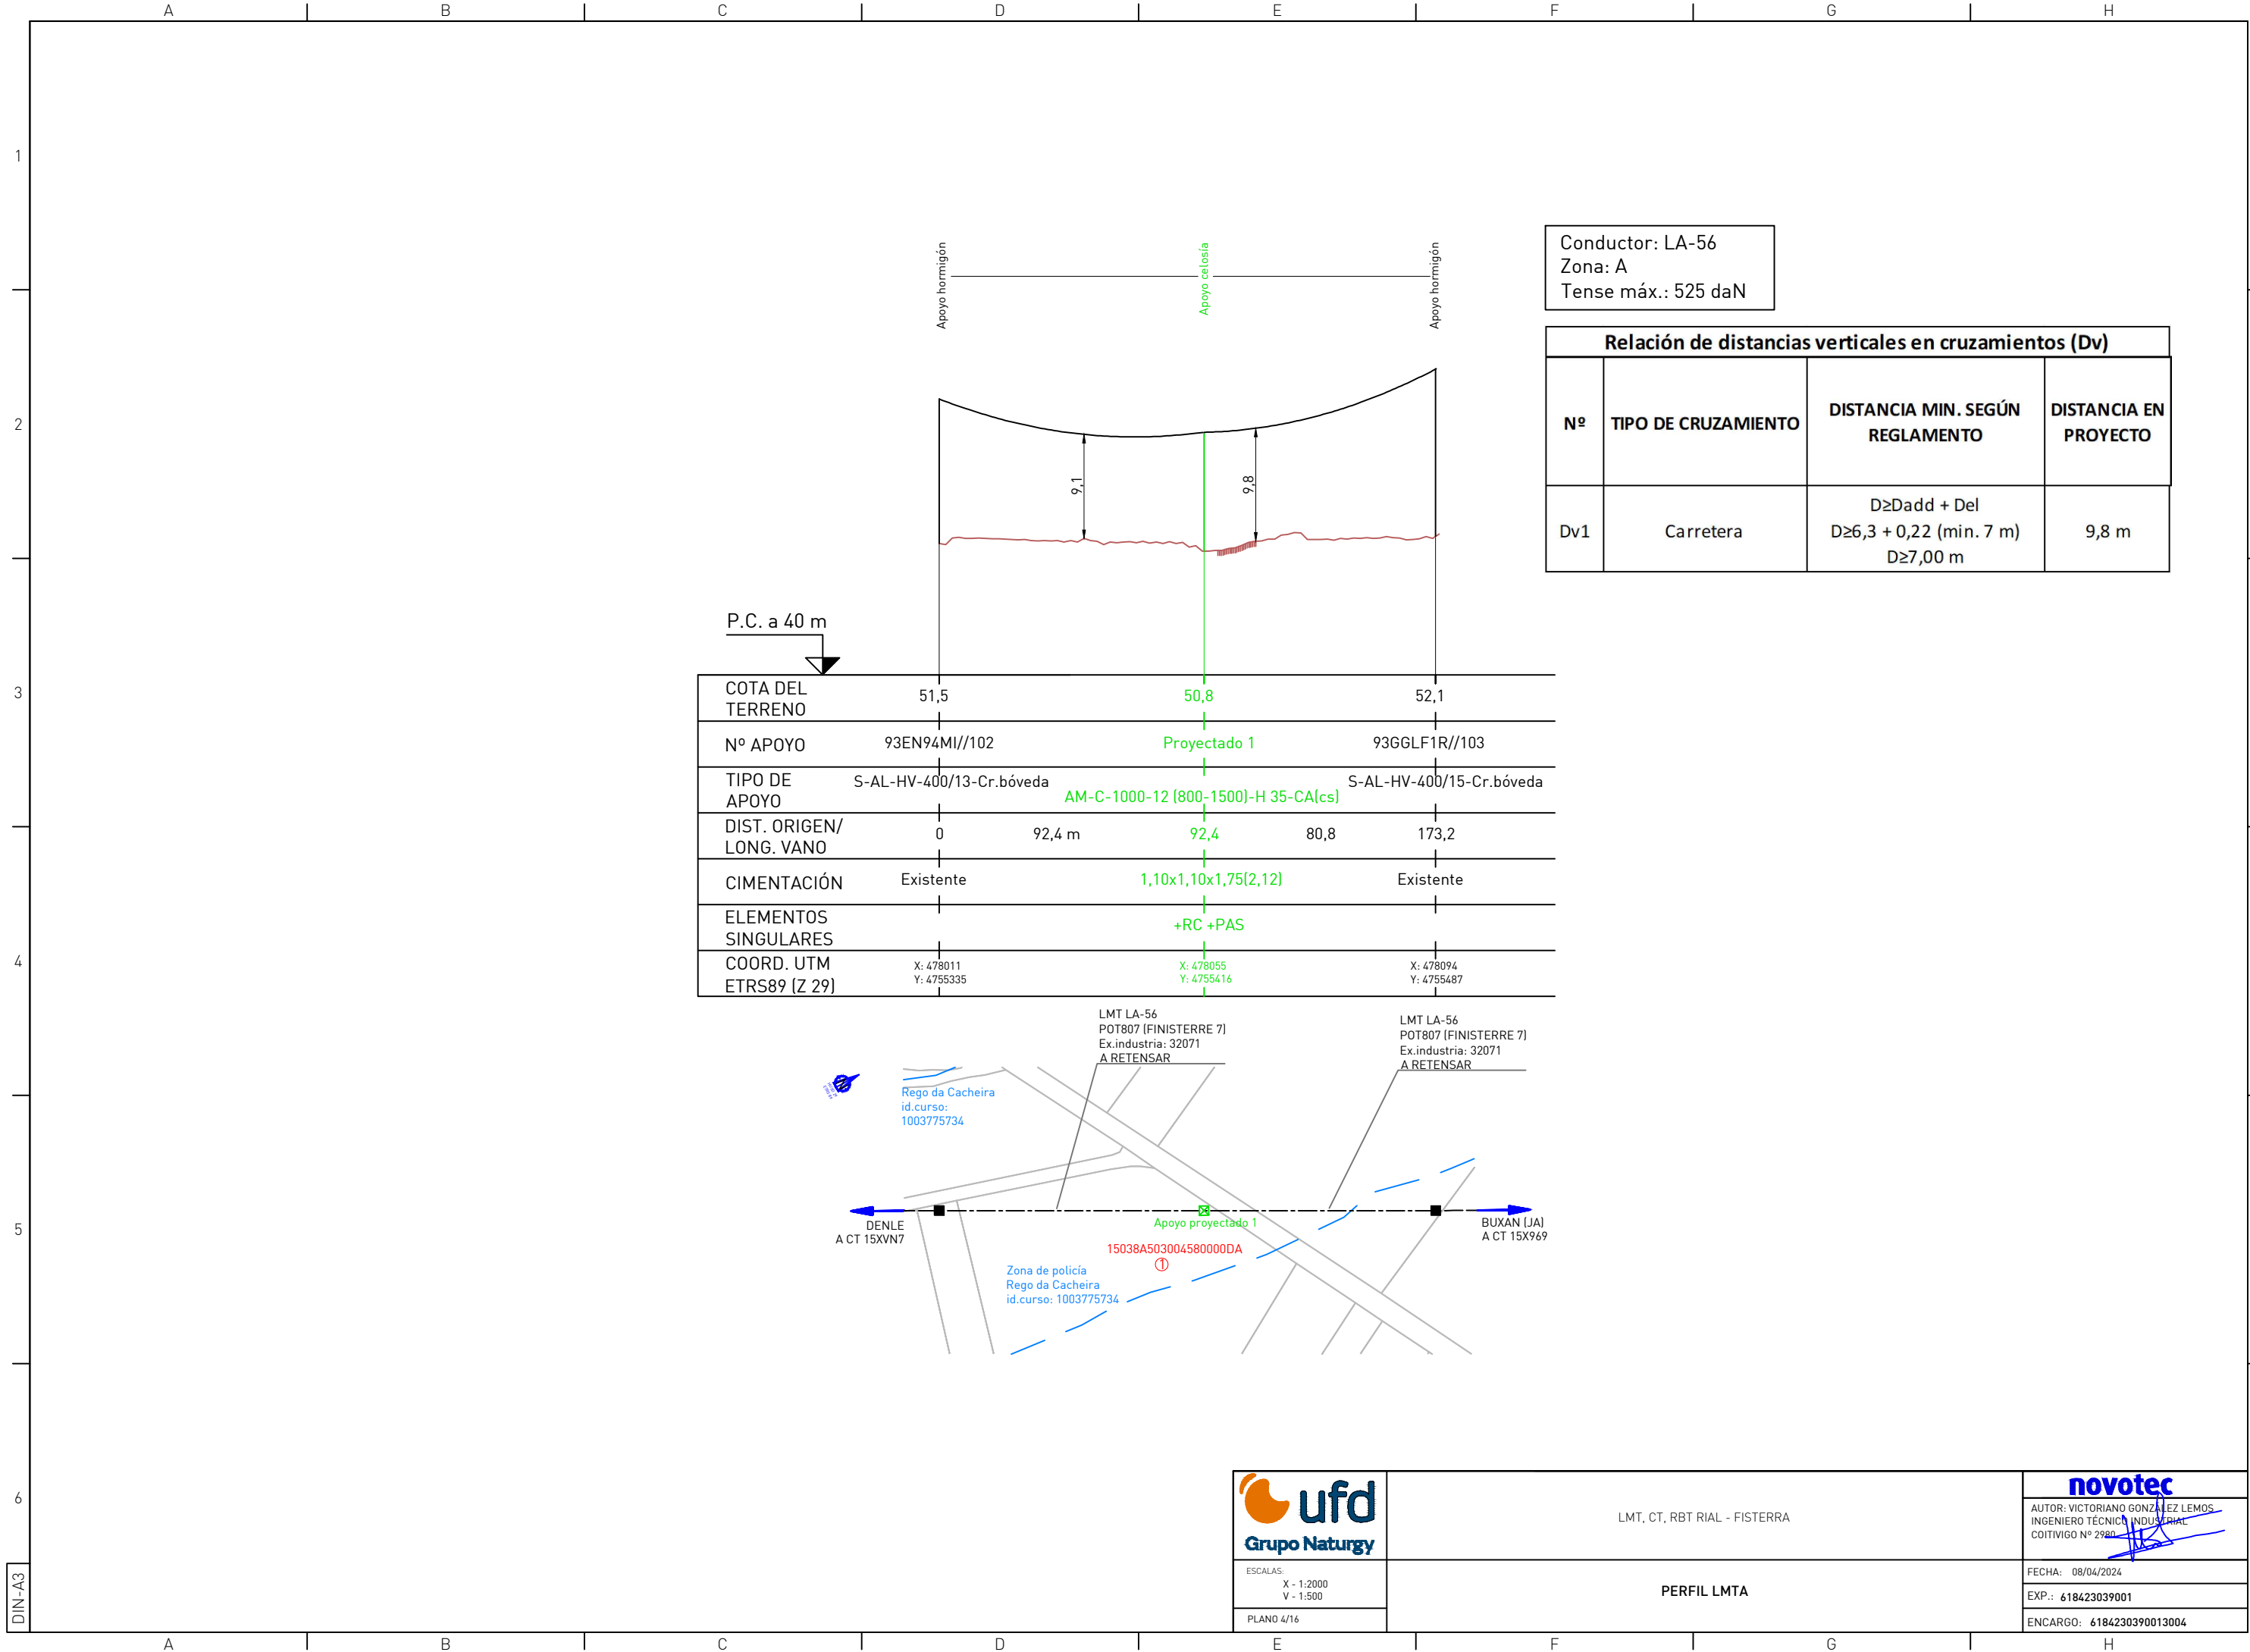 A B C D E F G H
1
2
3
4
5
6
DIN-A3
Apoyo hormigón
Apoyo celosía
Apoyo hormigón
Conductor: LA-56
Zona: A
Tense máx.: 525 daN
Relación de distancias verticales en cruzamientos (Dv)
Nº TIPO DE CRUZAMIENTO DISTANCIA MIN. SEGÚN REGLAMENTO DISTANCIA EN PROYECTO
Dv1 Carretera D≥Dadd + Del 9,8 m
D≥6,3 + 0,22 (min. 7 m)
D≥7,00 m
9,1
9,8
P.C. a 40 m
COTA DEL TERRENO 51,5 50,8 52,1
Nº APOYO 93EN94MI//102 Proyectado 1 93GGLF1R//103
TIPO DE APOYO S-AL-HV-400/13-Cr.bóveda AM-C-1000-12 (800-1500)-H 35-CA(cs) S-AL-HV-400/15-Cr.bóveda
DIST. ORIGEN/ LONG. VANO 0 92,4 m 92,4 80,8 173,2
CIMENTACIÓN Existente 1,10x1,10x1,75(2,12) Existente
ELEMENTOS SINGULARES +RC +PAS
COORD. UTM ETRS89 (Z 29)
X: 478011
Y: 4755335
X: 478055
Y: 4755416
X: 478094
Y: 4755487
LMT LA-56
POT807 (FINISTERRE 7)
Ex.industria: 32071
A RETENSAR
LMT LA-56
POT807 (FINISTERRE 7)
Ex.industria: 32071
A RETENSAR
Rego da Cacheira
id.curso:
1003775734
DENLE
A CT 15XVN7
Apoyo proyectado 1
BUXAN (JA)
A CT 15X969
15038A503004580000DA
1
Zona de policía
Rego da Cacheira
id.curso: 1003775734
ufd
Grupo Naturgy
LMT, CT, RBT RIAL - FISTERRA
novotec
AUTOR: VICTORIANO GONZÁLEZ LEMOS
INGENIERO TÉCNICO INDUSTRIAL
COITIVIGO Nº 2980
ESCALAS:
X - 1:2000
V - 1:500
PERFIL LMTA
FECHA: 08/04/2024
EXP.: 618423039001
PLANO 4/16
ENCARGO: 6184230390013004
A B C D E F G H